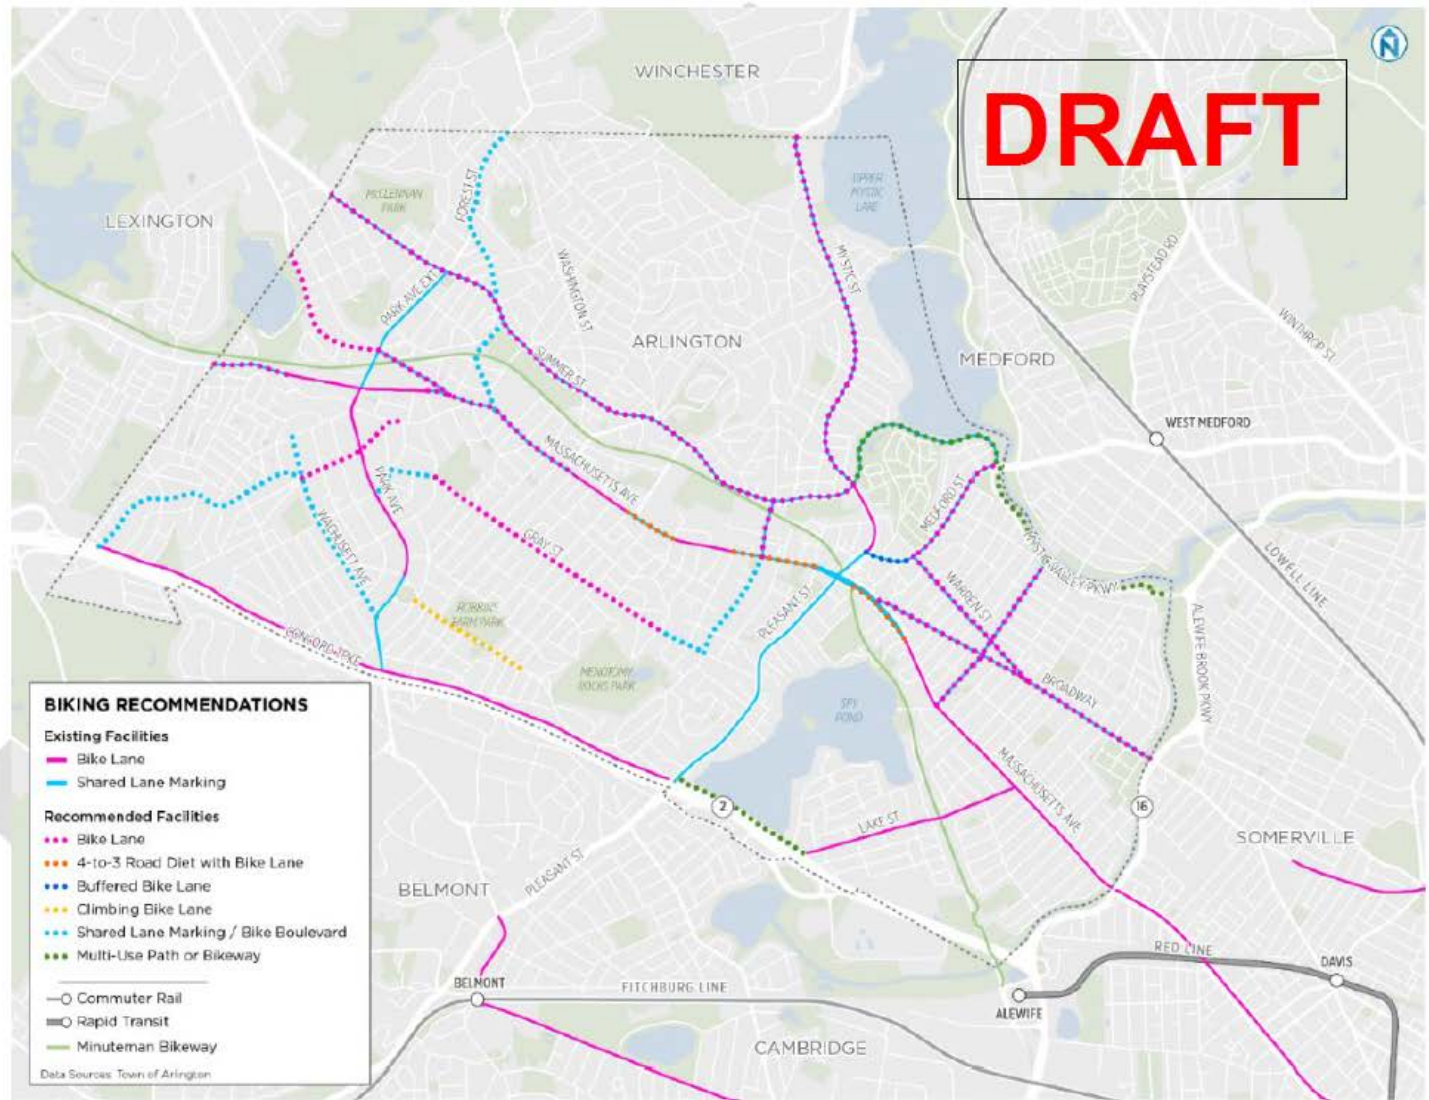 WINCHESTER
N
DRAFT
LEXINGTON
MCCLENNAN
PARK
FOREST ST
UPPER
MYSTIC
LAKE
WASHINGTON ST
MYSTIC ST
PLAYSTEAD RD
WINTHROP ST
PARK AVE EXT
SUMMER ST
ARLINGTON
MEDFORD
WEST MEDFORD
MASSACHUSETTS AVE
PARK AVE
MEDFORD ST
WACHUSETT AVE
GRAY ST
MYSTIC VALLEY PKWY
LOWELL LINE
WARREN ST
PLEASANT ST
ROBBINS
FARM PARK
ALEWIFE BROOK PKWY
CONCORD TPKE
MENOTOMY
ROCKS PARK
SPY
POND
BROADWAY
MASSACHUSETTS AVE
2
16
LAKE ST
SOMERVILLE
PLEASANT ST
BELMONT
RED LINE
DAVIS
BELMONT
FITCHBURG LINE
ALEWIFE
CAMBRIDGE
BIKING RECOMMENDATIONS
Existing Facilities
Bike Lane
Shared Lane Marking
Recommended Facilities
Bike Lane
4-to-3 Road Diet with Bike Lane
Buffered Bike Lane
Climbing Bike Lane
Shared Lane Marking / Bike Boulevard
Multi-Use Path or Bikeway
Commuter Rail
Rapid Transit
Minuteman Bikeway
Data Sources: Town of Arlington